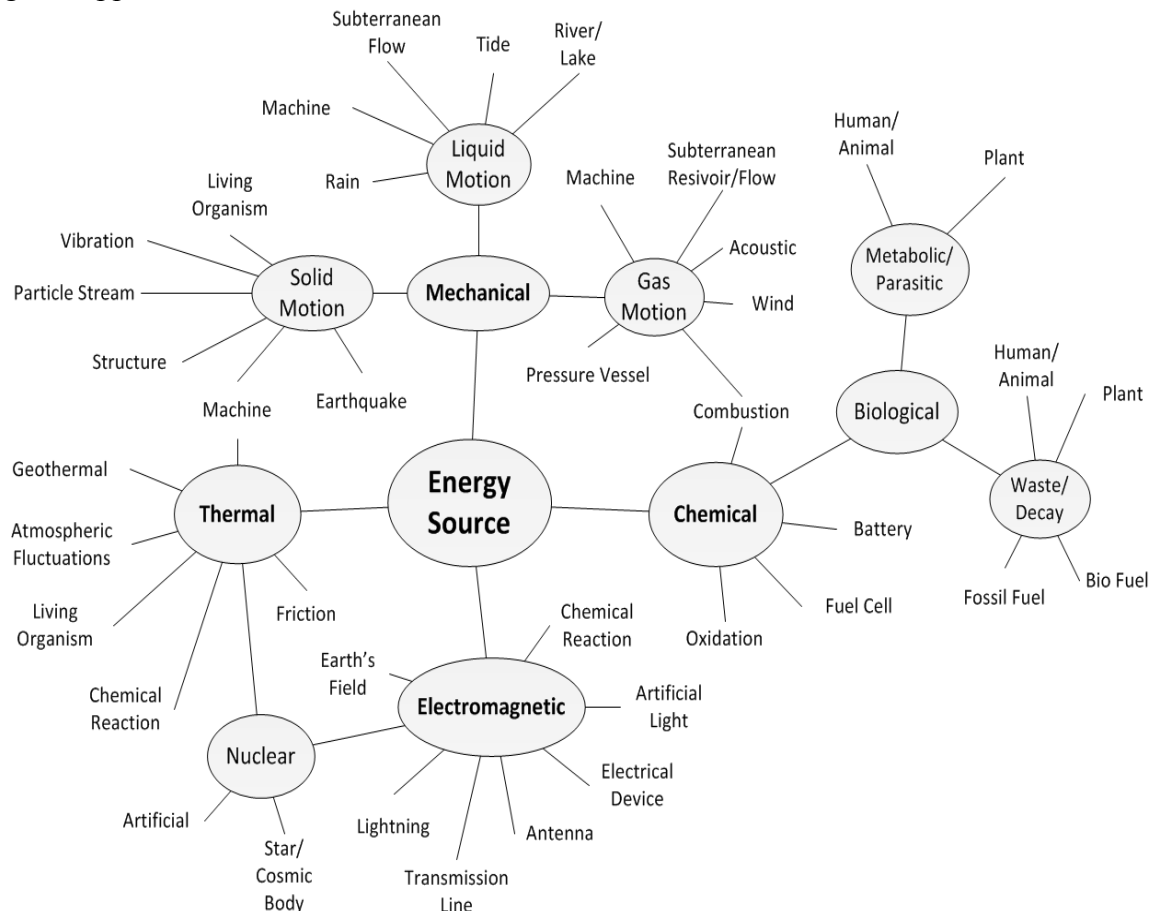 Subterranean
Flow
Tide
River/
Lake
Machine
Liquid
Motion
Rain
Living
Organism
Vibration
Particle Stream
Structure
Solid
Motion
Machine
Earthquake
Mechanical
Machine
Subterranean
Resivoir/Flow
Acoustic
Gas
Motion
Wind
Pressure Vessel
Combustion
Human/
Animal
Plant
Metabolic/
Parasitic
Biological
Human/
Animal
Plant
Waste/
Decay
Fossil Fuel
Bio Fuel
Energy
Source
Thermal
Geothermal
Atmospheric
Fluctuations
Living
Organism
Chemical
Reaction
Friction
Chemical
Battery
Fuel Cell
Oxidation
Nuclear
Artificial
Star/
Cosmic
Body
Electromagnetic
Earth's
Field
Chemical
Reaction
Artificial
Light
Electrical
Device
Antenna
Transmission
Line
Lightning